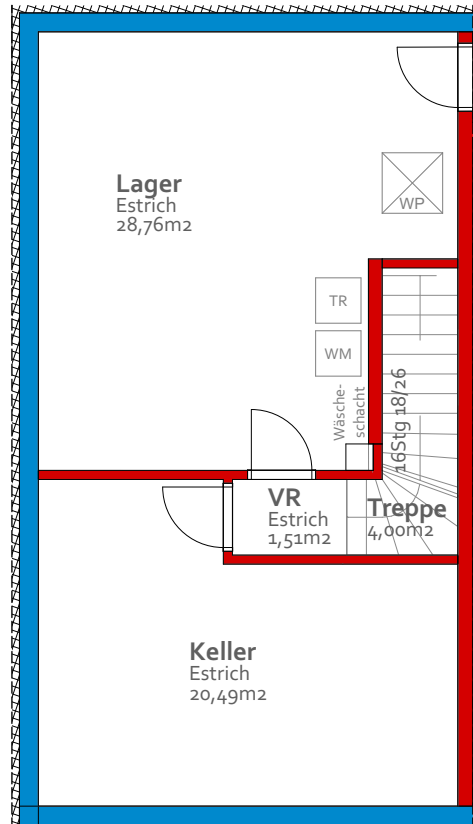 Lager
Estrich
28,76m2
WP
TR
WM
Wäsche-
schacht
16Stg 18/26
VR
Estrich
1,51m2
Treppe
4,00m2
Keller
Estrich
20,49m2